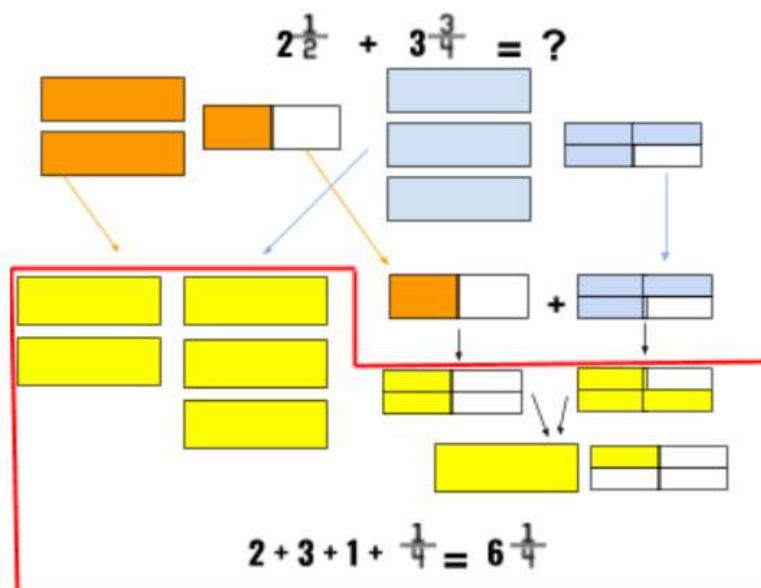 2 1/2 + 3 3/4 = ?
+
2 + 3 + 1 + 1/4 = 6 1/4